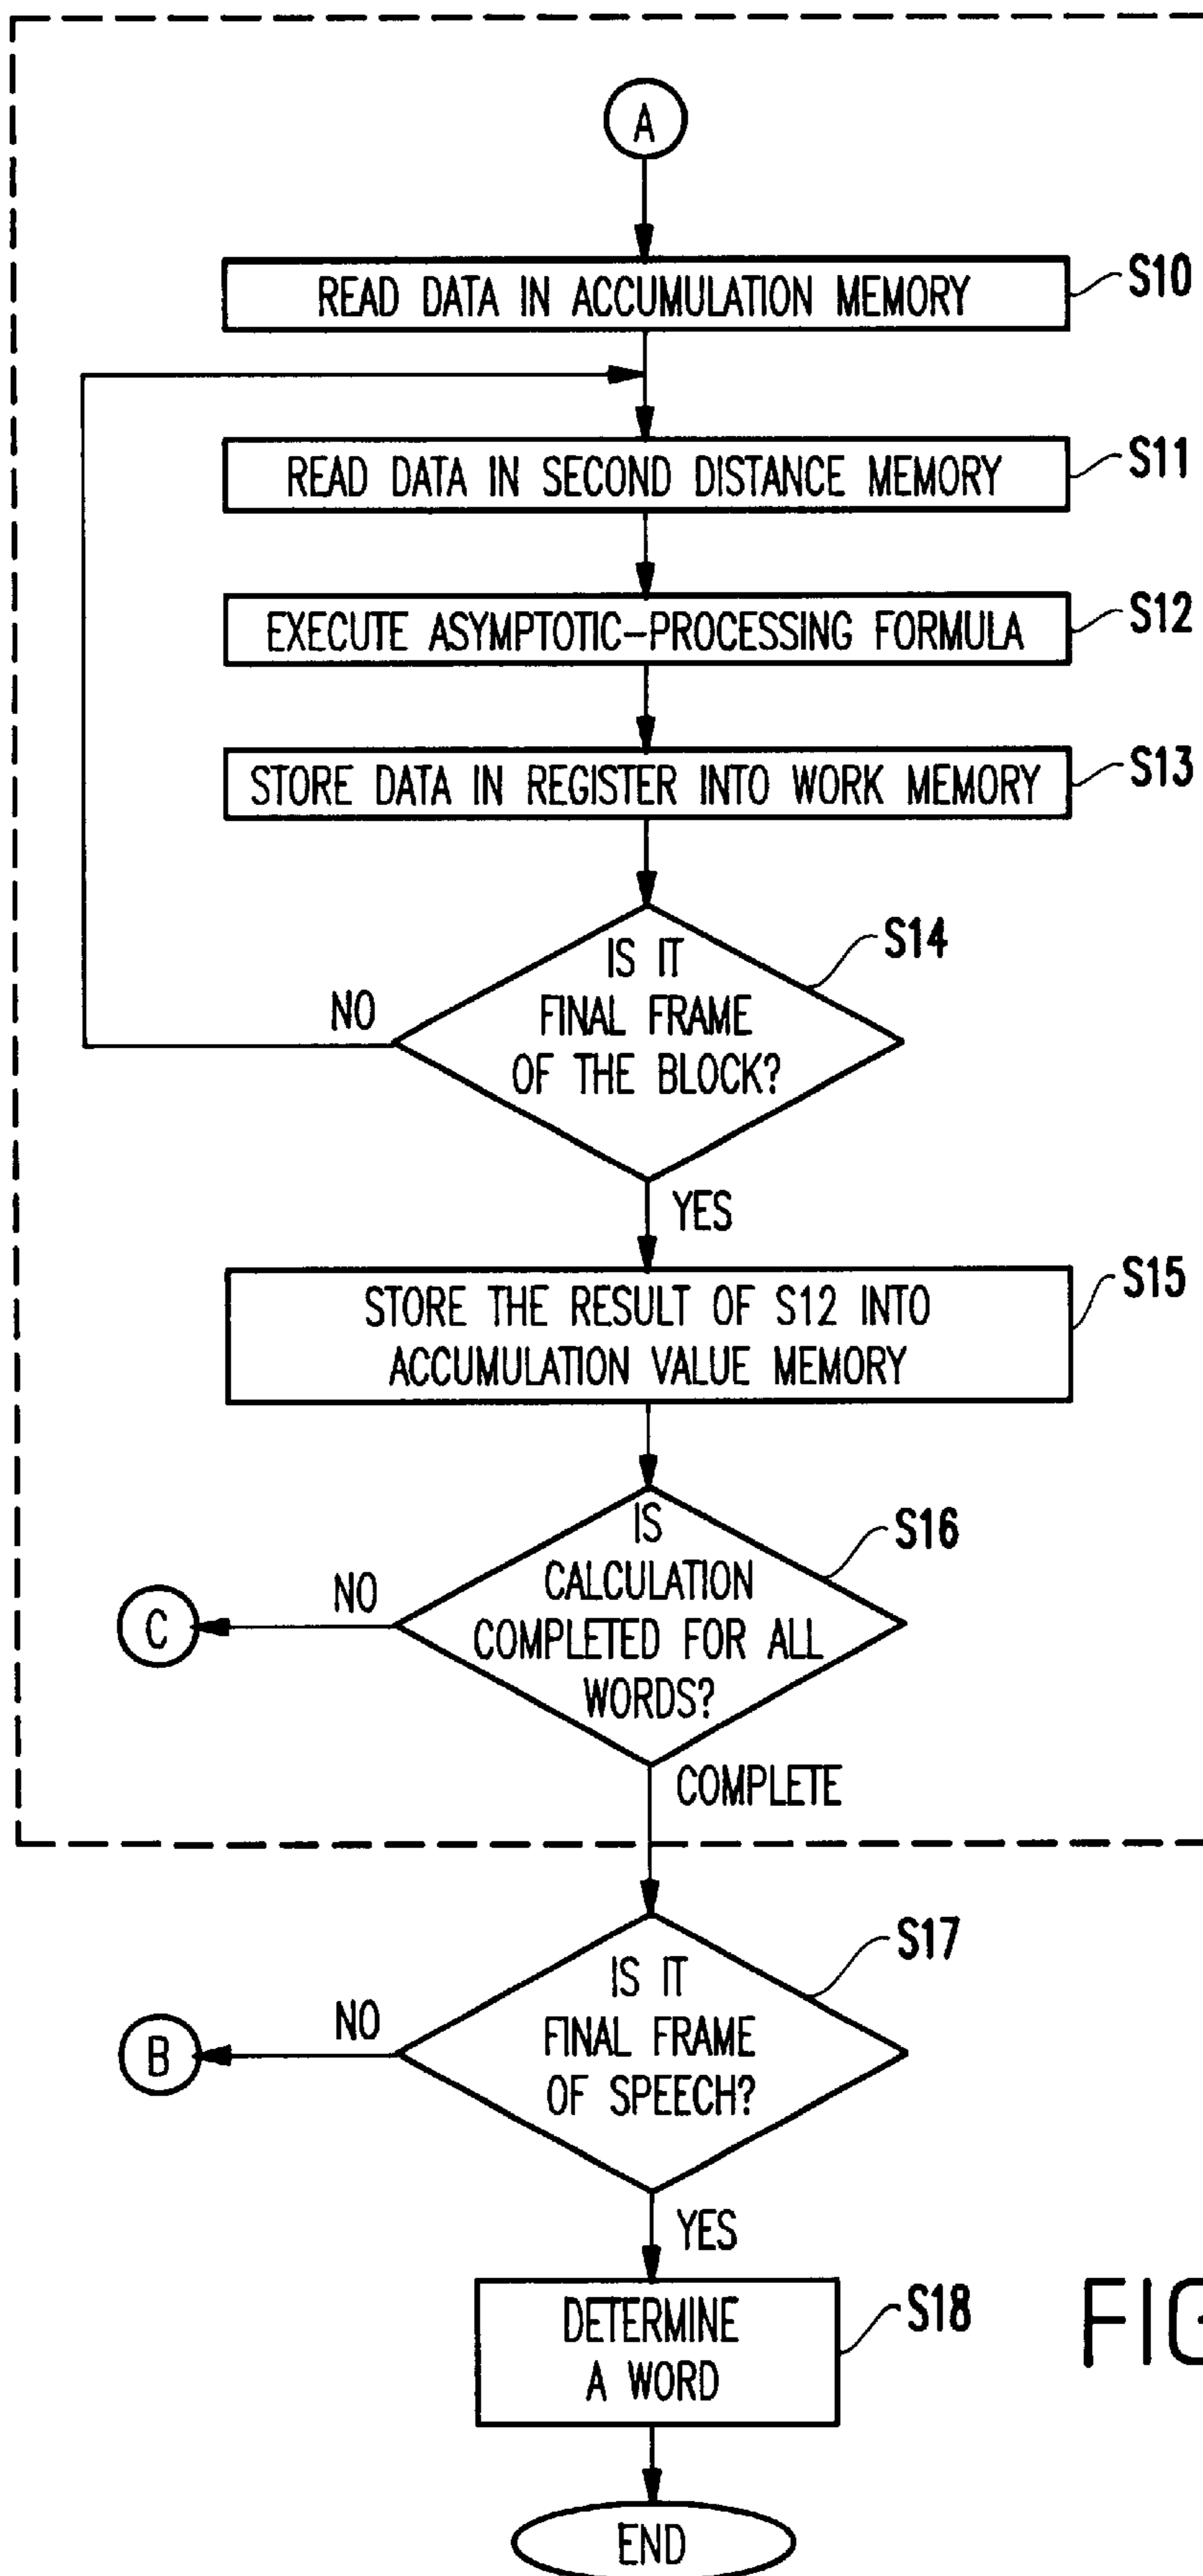 A
READ DATA IN ACCUMULATION MEMORY
S10
READ DATA IN SECOND DISTANCE MEMORY
S11
EXECUTE ASYMPTOTIC-PROCESSING FORMULA
S12
STORE DATA IN REGISTER INTO WORK MEMORY
S13
IS IT
FINAL FRAME
OF THE BLOCK?
S14
NO
YES
STORE THE RESULT OF S12 INTO
ACCUMULATION VALUE MEMORY
S15
IS
CALCULATION
COMPLETED FOR ALL
WORDS?
S16
NO
C
COMPLETE
IS IT
FINAL FRAME
OF SPEECH?
S17
NO
B
YES
DETERMINE
A WORD
S18
END